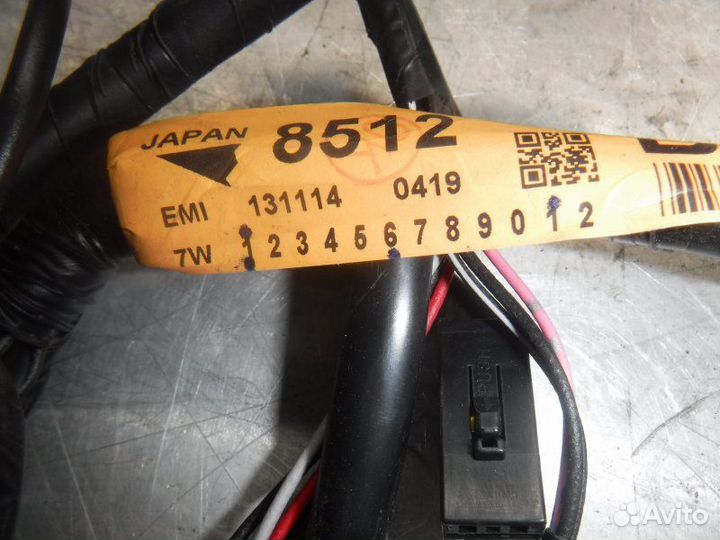 JAPAN 8512
EMI 131114 0419
7W 1 2 3 4 5 6 7 8 9 0 1 2
PUSH
Avito